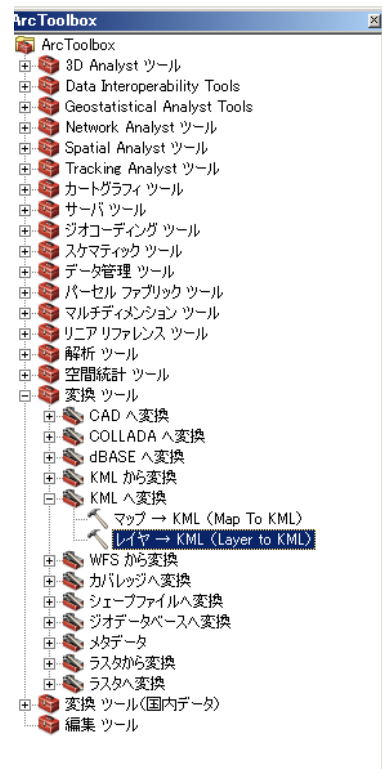 ArcToolbox
ArcToolbox
3D Analyst ツール
Data Interoperability Tools
Geostatistical Analyst Tools
Network Analyst ツール
Spatial Analyst ツール
Tracking Analyst ツール
カートグラフィ ツール
サーバ ツール
ジオコーディング ツール
スケマティック ツール
データ管理 ツール
パーセル ファブリック ツール
マルチディメンション ツール
リニア リファレンス ツール
解析 ツール
空間統計 ツール
変換 ツール
CAD へ変換
COLLADA へ変換
dBASE へ変換
KML から変換
KML へ変換
マップ → KML (Map To KML)
レイヤ → KML (Layer to KML)
WFS から変換
カバレッジへ変換
シェープファイルへ変換
ジオデータベースへ変換
メタデータ
ラスタから変換
ラスタへ変換
変換 ツール(国内データ)
編集 ツール